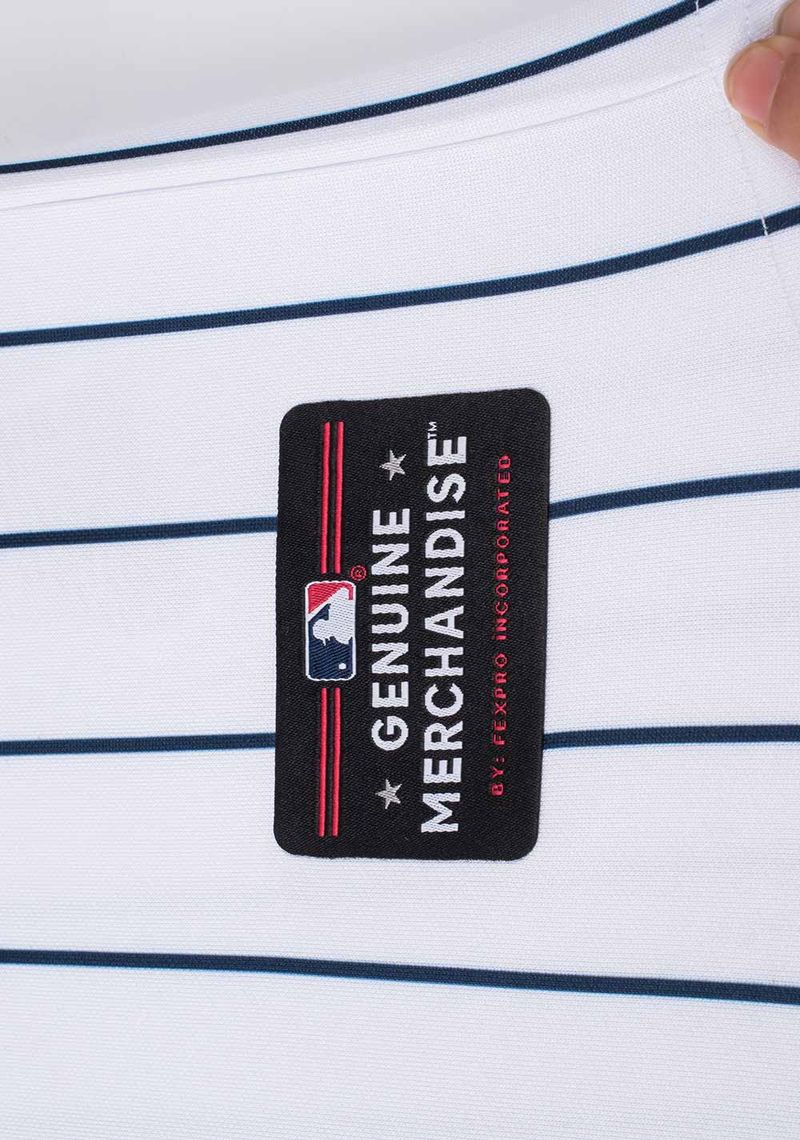 ®
GENUINE
MERCHANDISE™
BY: FEXPRO INCORPORATED